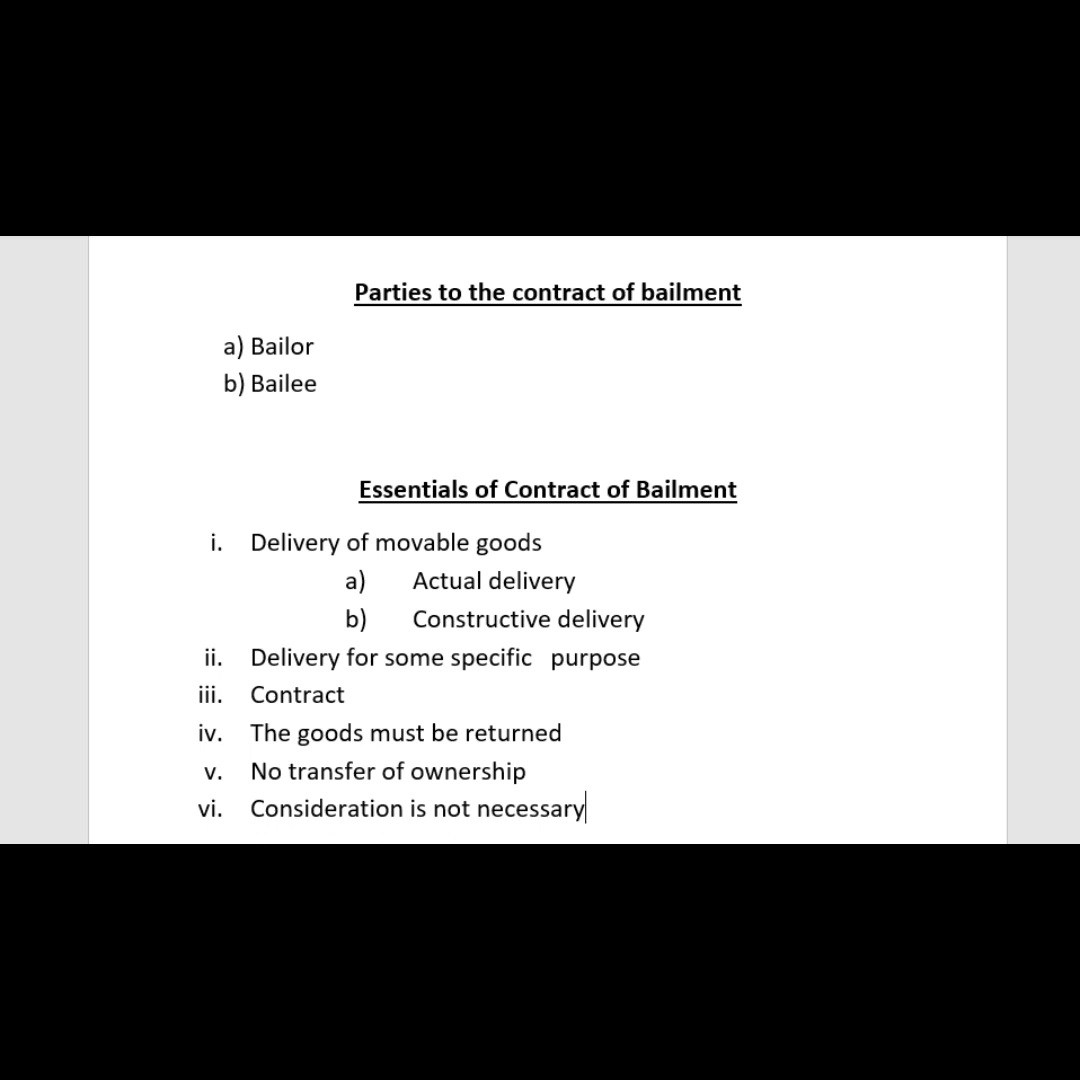 Parties to the contract of bailment
a) Bailor
b) Bailee
Essentials of Contract of Bailment
i. Delivery of movable goods
a) Actual delivery
b) Constructive delivery
ii. Delivery for some specific purpose
iii. Contract
iv. The goods must be returned
v. No transfer of ownership
vi. Consideration is not necessary